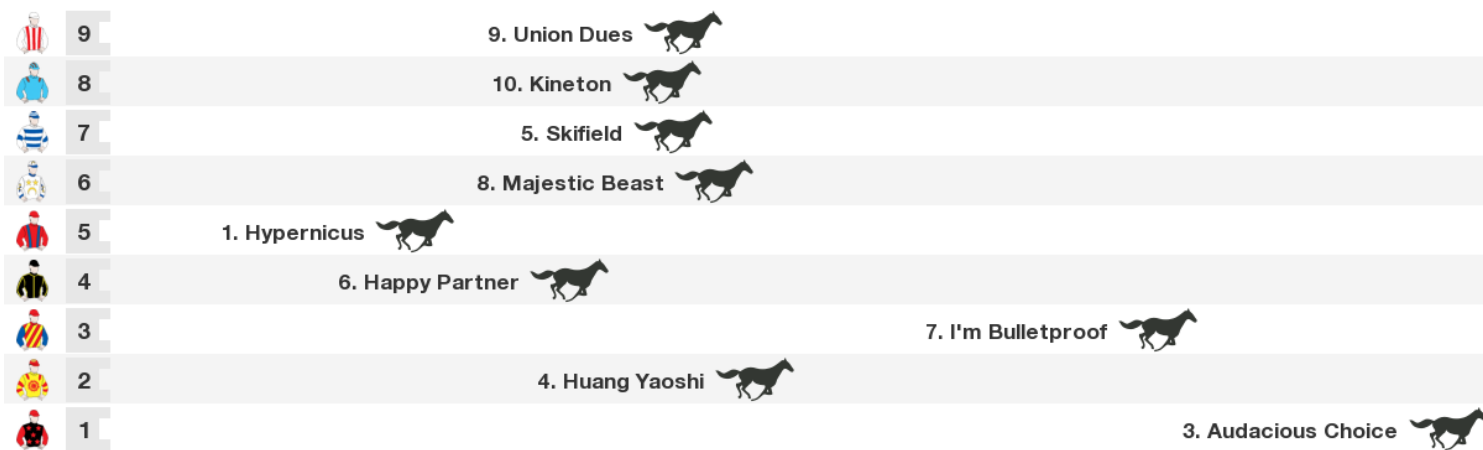 9 9. Union Dues
8 10. Kineton
7 5. Skifield
6 8. Majestic Beast
5 1. Hypernicus
4 6. Happy Partner
3 7. I'm Bulletproof
2 4. Huang Yaoshi
1 3. Audacious Choice